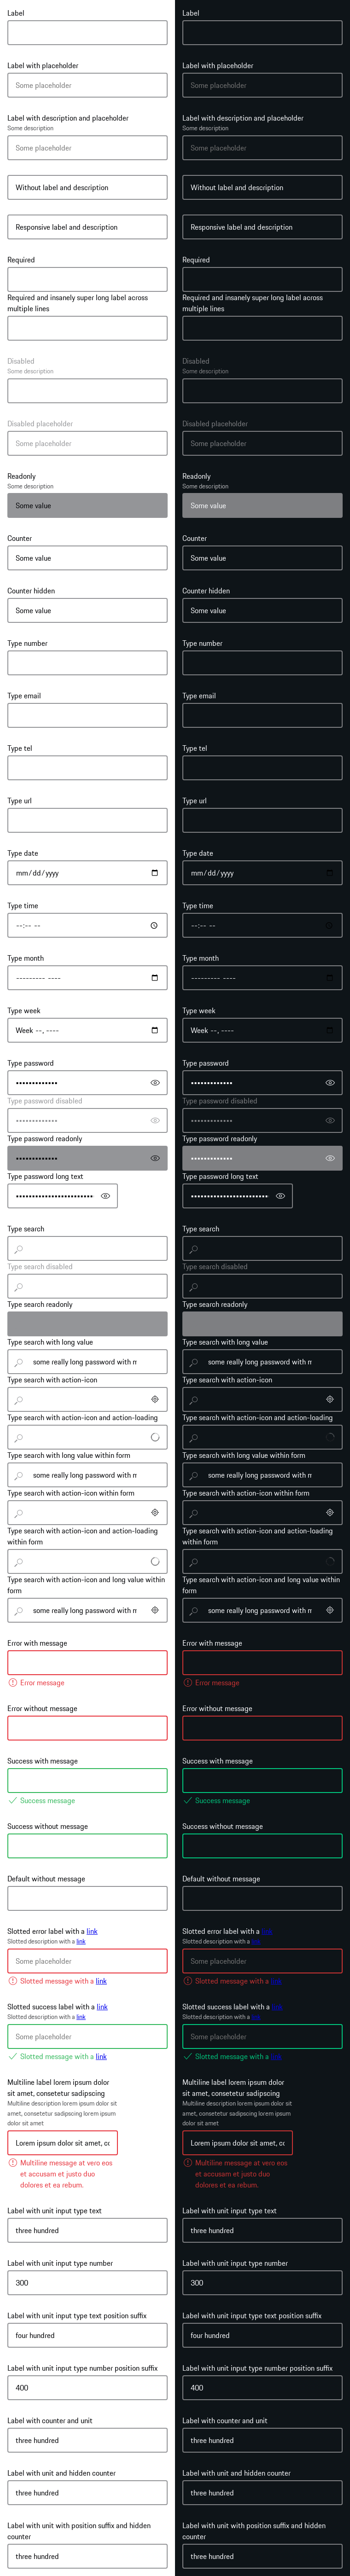 Label
Label with placeholder
Some placeholder
Label with description and placeholder
Some description
Some placeholder
Without label and description
Responsive label and description
Required
Required and insanely super long label across
multiple lines
Disabled
Some description
Disabled placeholder
Some placeholder
Readonly
Some description
Some value
Counter
Some value
Counter hidden
Some value
Type number
Type email
Type tel
Type url
Type date
mm/dd/yyyy
Type time
--:-- --
Type month
--------- ----
Type week
Week --, ----
Type password
•••••••••••••
Type password disabled
•••••••••••••
Type password readonly
•••••••••••••
Type password long text
••••••••••••••••••••••••
Type search
Type search disabled
Type search readonly
Type search with long value
some really long password with m
Type search with action-icon
Type search with action-icon and action-loading
Type search with long value within form
some really long password with m
Type search with action-icon within form
Type search with action-icon and action-loading
within form
Type search with action-icon and long value within
form
some really long password with m
Error with message
Error message
Error without message
Success with message
Success message
Success without message
Default without message
Slotted error label with a link
Slotted description with a link
Some placeholder
Slotted message with a link
Slotted success label with a link
Slotted description with a link
Some placeholder
Slotted message with a link
Multiline label lorem ipsum dolor
sit amet, consetetur sadipscing
Multiline description lorem ipsum dolor sit
amet, consetetur sadipscing lorem ipsum
dolor sit amet
Lorem ipsum dolor sit amet, co
Multiline message at vero eos
et accusam et justo duo
dolores et ea rebum.
Label with unit input type text
three hundred
Label with unit input type number
300
Label with unit input type text position suffix
four hundred
Label with unit input type number position suffix
400
Label with counter and unit
three hundred
Label with unit and hidden counter
three hundred
Label with unit with position suffix and hidden
counter
three hundred
Label
Label with placeholder
Some placeholder
Label with description and placeholder
Some description
Some placeholder
Without label and description
Responsive label and description
Required
Required and insanely super long label across
multiple lines
Disabled
Some description
Disabled placeholder
Some placeholder
Readonly
Some description
Some value
Counter
Some value
Counter hidden
Some value
Type number
Type email
Type tel
Type url
Type date
mm/dd/yyyy
Type time
--:-- --
Type month
--------- ----
Type week
Week --, ----
Type password
•••••••••••••
Type password disabled
•••••••••••••
Type password readonly
•••••••••••••
Type password long text
••••••••••••••••••••••••
Type search
Type search disabled
Type search readonly
Type search with long value
some really long password with m
Type search with action-icon
Type search with action-icon and action-loading
Type search with long value within form
some really long password with m
Type search with action-icon within form
Type search with action-icon and action-loading
within form
Type search with action-icon and long value within
form
some really long password with m
Error with message
Error message
Error without message
Success with message
Success message
Success without message
Default without message
Slotted error label with a link
Slotted description with a link
Some placeholder
Slotted message with a link
Slotted success label with a link
Slotted description with a link
Some placeholder
Slotted message with a link
Multiline label lorem ipsum dolor
sit amet, consetetur sadipscing
Multiline description lorem ipsum dolor sit
amet, consetetur sadipscing lorem ipsum
dolor sit amet
Lorem ipsum dolor sit amet, co
Multiline message at vero eos
et accusam et justo duo
dolores et ea rebum.
Label with unit input type text
three hundred
Label with unit input type number
300
Label with unit input type text position suffix
four hundred
Label with unit input type number position suffix
400
Label with counter and unit
three hundred
Label with unit and hidden counter
three hundred
Label with unit with position suffix and hidden
counter
three hundred